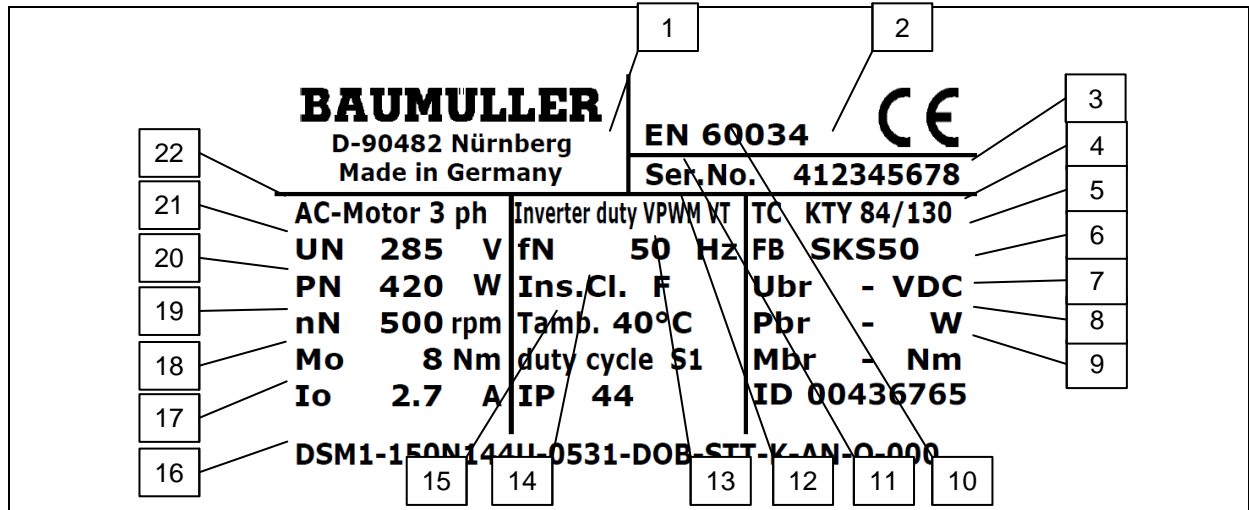 1 2
BAUMULLER
D-90482 Nürnberg
Made in Germany
EN 60034 CE
Ser.No. 412345678
AC-Motor 3 ph Inverter duty VPWM VT TC KTY 84/130
UN 285 V fN 50 Hz FB SKS50
PN 420 W Ins.Cl. F Ubr - VDC
nN 500 rpm Tamb. 40°C Pbr - W
Mo 8 Nm duty cycle S1 Mbr - Nm
Io 2.7 A IP 44 ID 00436765
DSM1-150N144U-0531-DOB-STT-K-AN-O-000
3
4
5
6
7
8
9
22
21
20
19
18
17
16
15 14 13 12 11 10